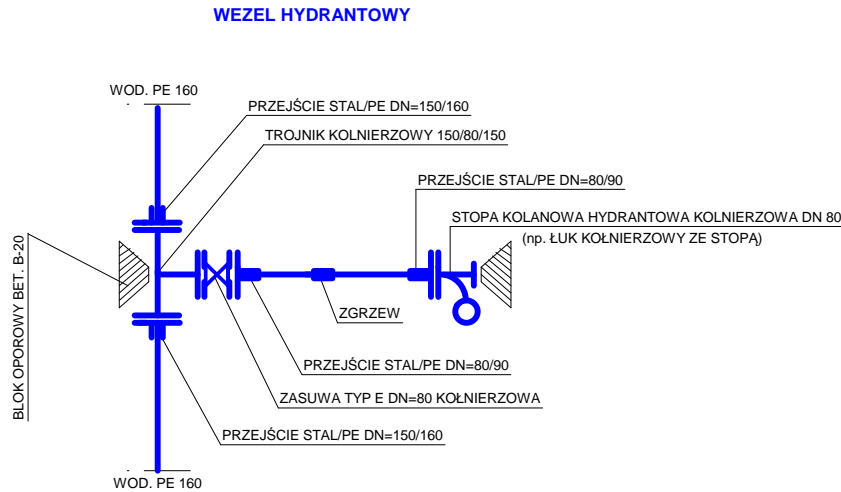 WEZEL HYDRANTOWY
WOD. PE 160
PRZEJŚCIE STAL/PE DN=150/160
TROJNIK KOLNIERZOWY 150/80/150
PRZEJŚCIE STAL/PE DN=80/90
STOPA KOLANOWA HYDRANTOWA KOLNIERZOWA DN 80
(np. ŁUK KOŁNIERZOWY ZE STOPĄ)
BLOK OPOROWY BET. B-20
ZGRZEW
PRZEJŚCIE STAL/PE DN=80/90
ZASUWA TYP E DN=80 KOŁNIERZOWA
PRZEJŚCIE STAL/PE DN=150/160
WOD. PE 160